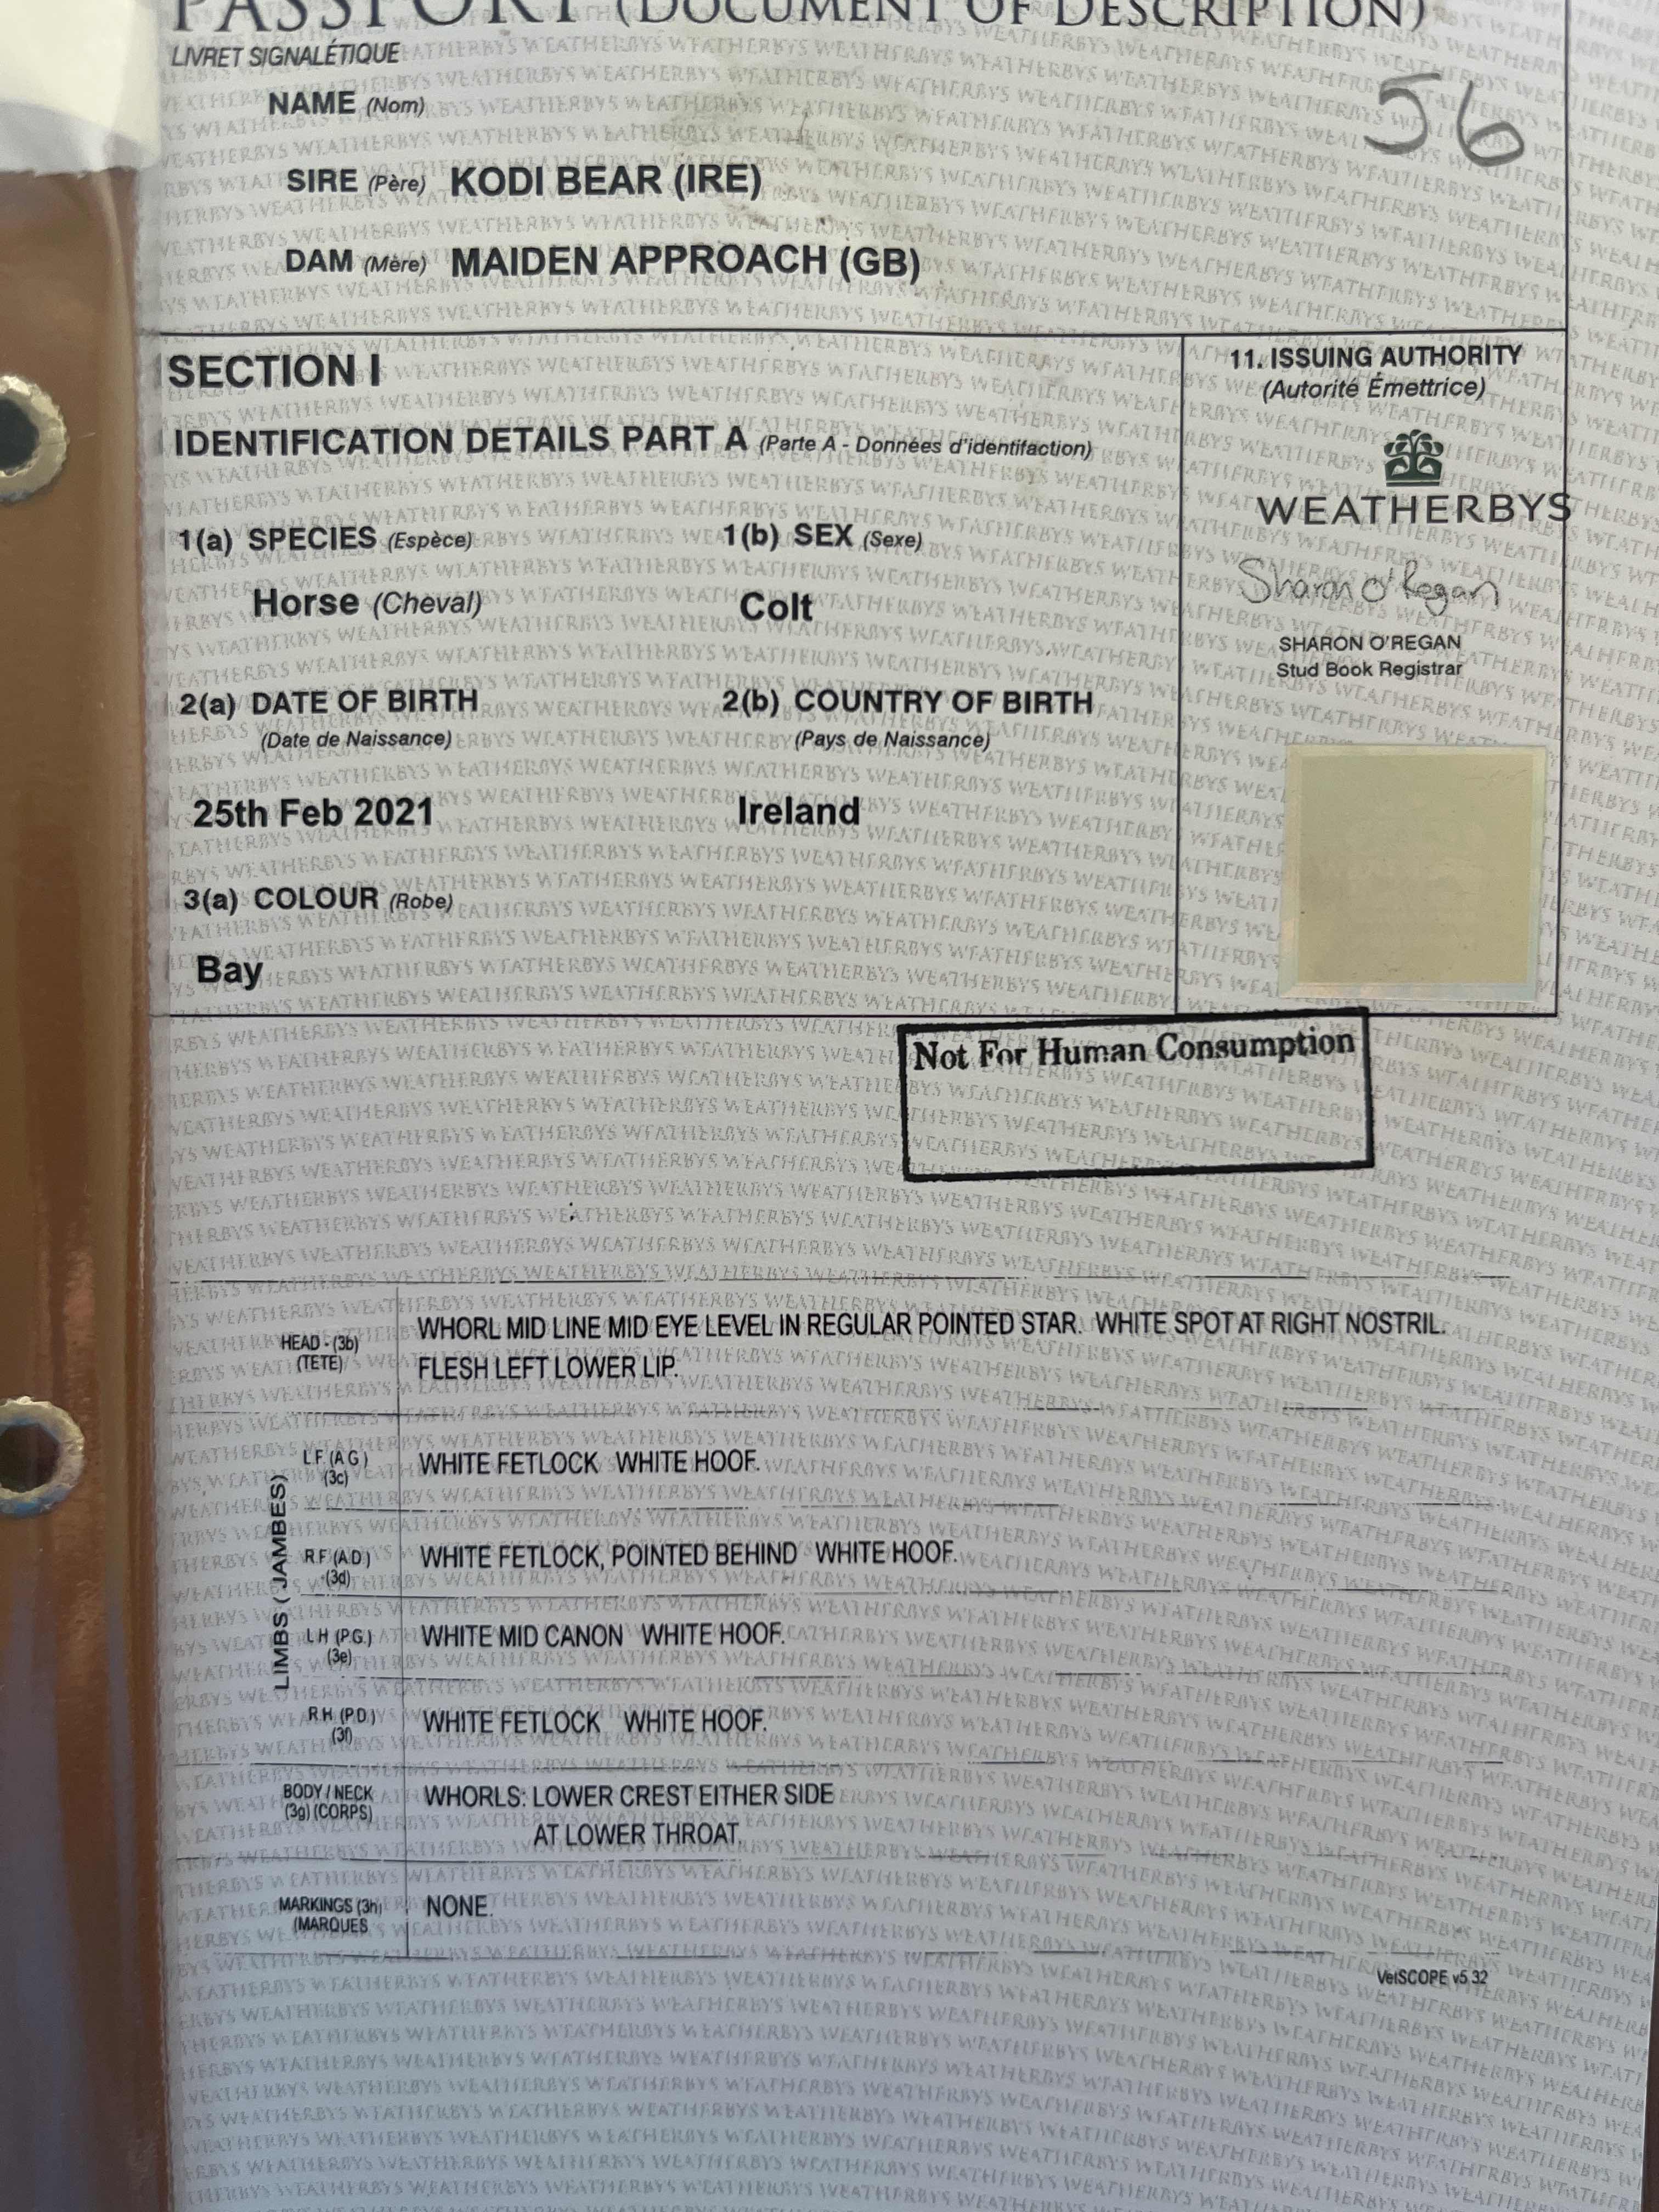 PASSPORT (DOCUMENT OF DESCRIPTION)
LIVRET SIGNALÉTIQUE
56
NAME (Nom)
SIRE (Père) KODI BEAR (IRE)
DAM (Mère) MAIDEN APPROACH (GB)
SECTION I
IDENTIFICATION DETAILS PART A (Parte A - Données d'identifaction)
1(a) SPECIES (Espèce) 1(b) SEX (Sexe)
Horse (Cheval) Colt
2(a) DATE OF BIRTH 2(b) COUNTRY OF BIRTH
(Date de Naissance) (Pays de Naissance)
25th Feb 2021 Ireland
3(a) COLOUR (Robe)
Bay
11. ISSUING AUTHORITY
(Autorité Émettrice)
WEATHERBYS
Sharon O'Regan
SHARON O'REGAN
Stud Book Registrar
Not For Human Consumption
HEAD - (3b)
(TETE)
WHORL MID LINE MID EYE LEVEL IN REGULAR POINTED STAR. WHITE SPOT AT RIGHT NOSTRIL.
FLESH LEFT LOWER LIP.
LIMBS (JAMBES)
L F (A G)
(3c)
WHITE FETLOCK WHITE HOOF.
R F (A D)
(3d)
WHITE FETLOCK, POINTED BEHIND WHITE HOOF.
L H (P G)
(3e)
WHITE MID CANON WHITE HOOF.
R H (P D)
(3f)
WHITE FETLOCK WHITE HOOF.
BODY / NECK
(3g) (CORPS)
WHORLS: LOWER CREST EITHER SIDE
AT LOWER THROAT.
MARKINGS (3h)
(MARQUES
NONE.
VetSCOPE v5.32